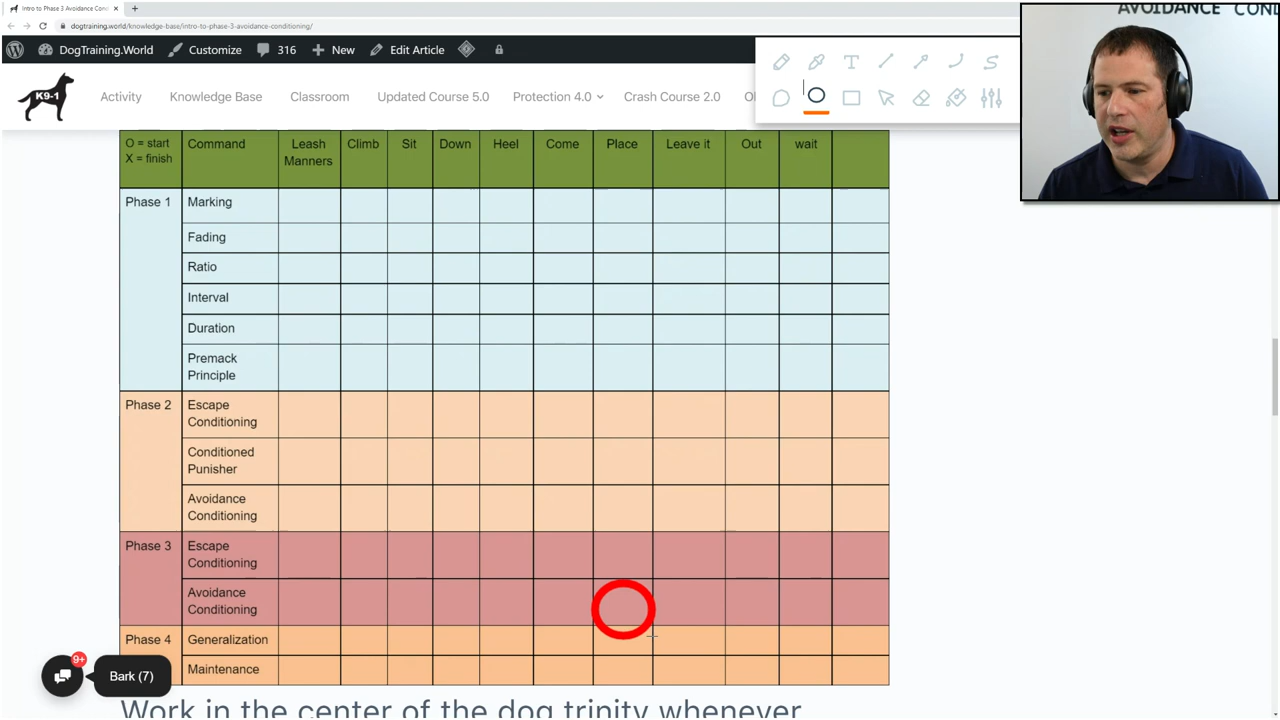 Intro to Phase 3 Avoidance Cond
dogtraining.world/knowledge-base/intro-to-phase-3-avoidance-conditioning/
AVOIDANCE COND
DogTraining.World
Customize
316
New
Edit Article
K9-1
Activity
Knowledge Base
Classroom
Updated Course 5.0
Protection 4.0
Crash Course 2.0
T
S
O = start
X = finish
Command
Leash
Manners
Climb
Sit
Down
Heel
Come
Place
Leave it
Out
wait
Phase 1
Marking
Fading
Ratio
Interval
Duration
Premack
Principle
Phase 2
Escape
Conditioning
Conditioned
Punisher
Avoidance
Conditioning
Phase 3
Escape
Conditioning
Avoidance
Conditioning
Phase 4
Generalization
Maintenance
9+
Bark (7)
Work in the center of the dog trinity whenever